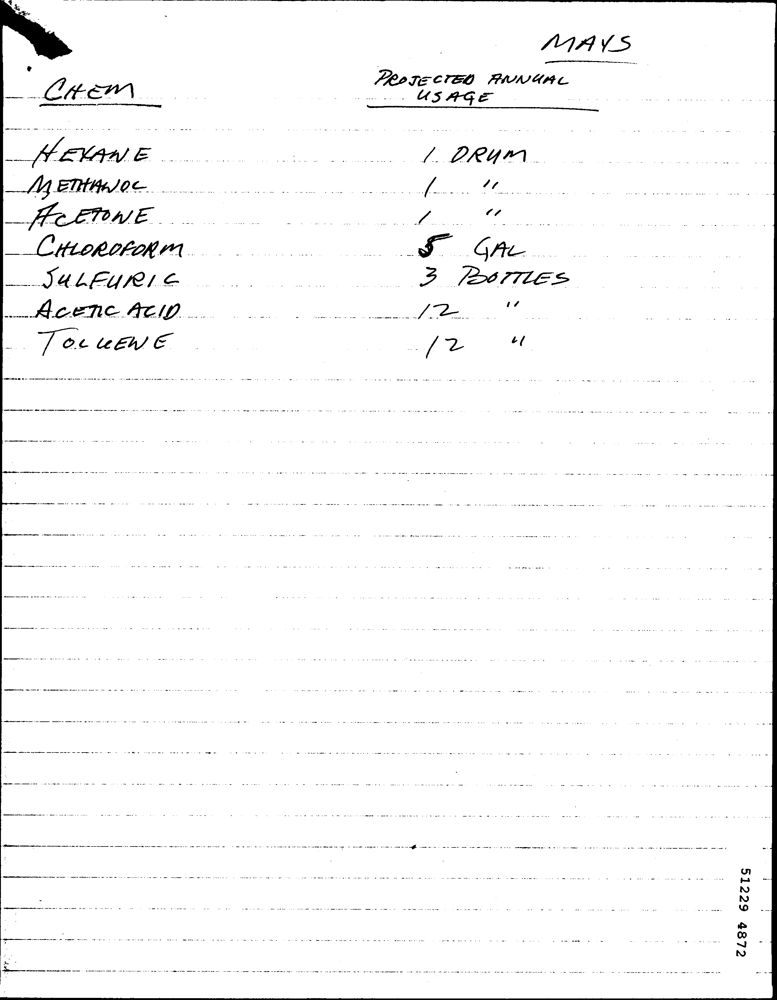 MAYS
CHEM
PROJECTED ANNUAL
USAGE
HEXANE 1 DRUM
METHANOL 1 "
ACETONE 1 "
CHLOROFORM 5 GAL
SULFURIC 3 BOTTLES
ACETIC ACID 12 "
TOLUENE 12 "
51229 4872